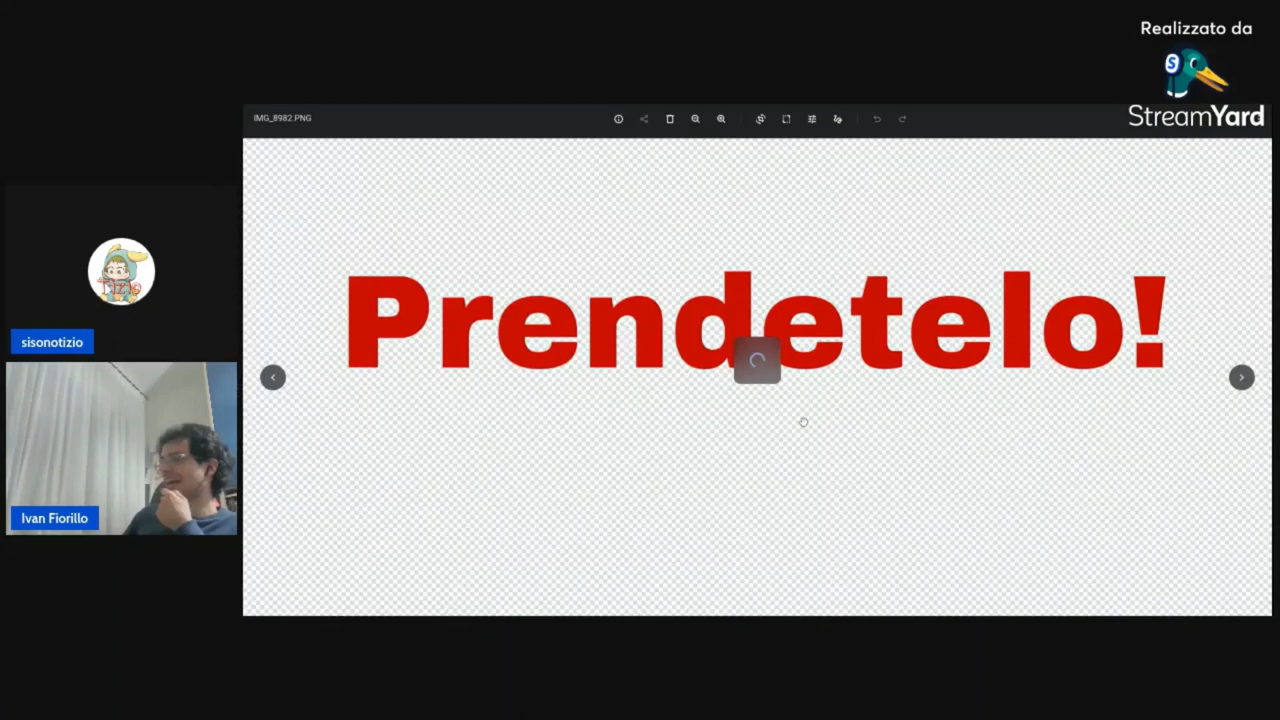 Realizzato da
S
StreamYard
IMG_8982.PNG
Prendetelo!
sisonotizio
Ivan Fiorillo